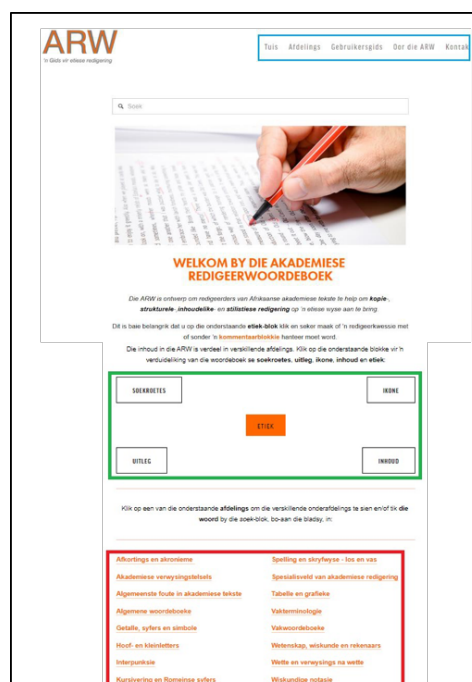 ARW
'n Gids vir etiese redigering
Tuis Afdelings Gebruikersgids Oor die ARW Kontak
Soek
WELKOM BY DIE AKADEMIESE
REDIGEERWOORDEBOEK
Die ARW is ontwerp om redigeerders van Afrikaanse akademiese tekste te help om kopie-,
strukturele-,inhoudelike- en stilistiese redigering op 'n etiese wyse aan te bring.
Dit is baie belangrik dat u op die onderstaande etiek-blok klik en seker maak of 'n redigeerkwessie met
of sonder 'n kommentaarblokkie hanteer moet word.
Die inhoud in die ARW is verdeel in verskillende afdelings. Klik op die onderstaande blokke vir 'n
verduideliking van die woordeboek se soekroetes, uitleg, ikone, inhoud en etiek:
SOEKROETES IKONE
ETIEK
UITLEG INHOUD
Klik op een van die onderstaande afdelings om die verskillende onderafdelings te sien en/of tik die
woord by die soek-blok, bo-aan die bladsy, in:
Afkortings en akronieme Spelling en skryfwyse - los en vas
Akademiese verwysingstelsels Spesialisveld van akademiese redigering
Algemeenste foute in akademiese tekste Tabelle en grafieke
Algemene woordeboeke Vakterminologie
Getalle, syfers en simbole Vakwoordeboeke
Hoof- en kleinletters Wetenskap, wiskunde en rekenaars
Interpunksie Wette en verwysings na wette
Kursivering en Romeinse syfers Wiskundige notasie